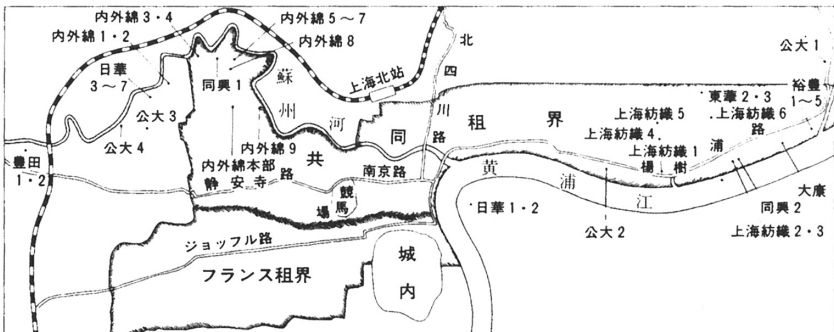 内外綿3・4
内外綿5～7
内外綿1・2
内外綿8
日華
3～7
同興1
公大3
公大4
豊田
1・2
内外綿9
内外綿本部
静安寺路
蘇州河
上海北站
北四川路
共同租界
南京路
競馬場
ジョッフル路
フランス租界
城内
黄浦江
日華1・2
公大2
上海紡織5
上海紡織4
上海紡織1
楊樹浦路
東華2・3
上海紡織6
公大1
裕豊
1～5
大康
同興2
上海紡織2・3